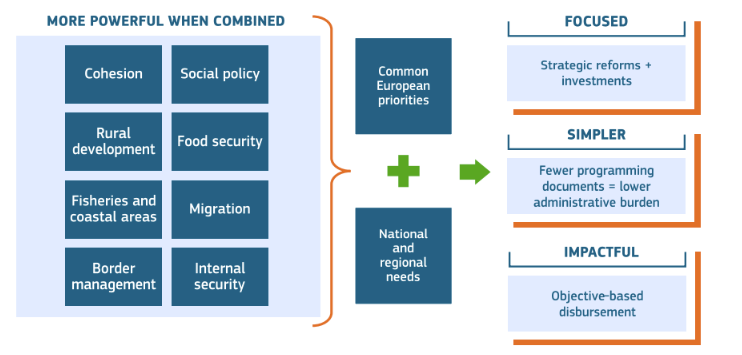 MORE POWERFUL WHEN COMBINED
Cohesion
Social policy
Rural
development
Food security
Fisheries and
coastal areas
Migration
Border
management
Internal
security
Common
European
priorities
National
and
regional
needs
FOCUSED
Strategic reforms +
investments
SIMPLER
Fewer programming
documents = lower
administrative burden
IMPACTFUL
Objective-based
disbursement